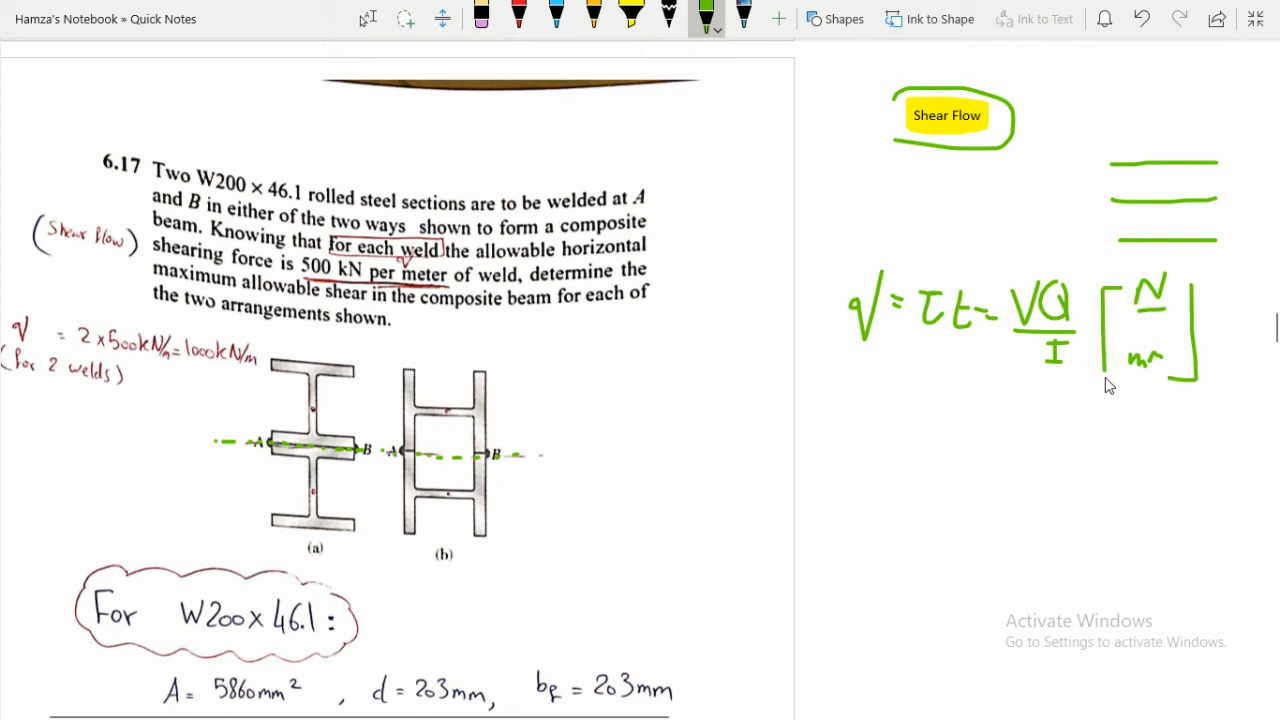 Hamza's Notebook » Quick Notes
Shapes
Ink to Shape
Ink to Text
Shear Flow
6.17 Two W200 × 46.1 rolled steel sections are to be welded at A
and B in either of the two ways shown to form a composite
beam. Knowing that for each weld the allowable horizontal
shearing force is 500 kN per meter of weld, determine the
maximum allowable shear in the composite beam for each of
the two arrangements shown.
(Shear flow)
q = 2 × 500kN/m = 1000kN/m
(for 2 welds)
q = τt = VQ/I [N/mm]
A B A B
(a) (b)
For W200×46.1:
A = 5860mm², d = 203mm, bf = 203mm
Activate Windows
Go to Settings to activate Windows.